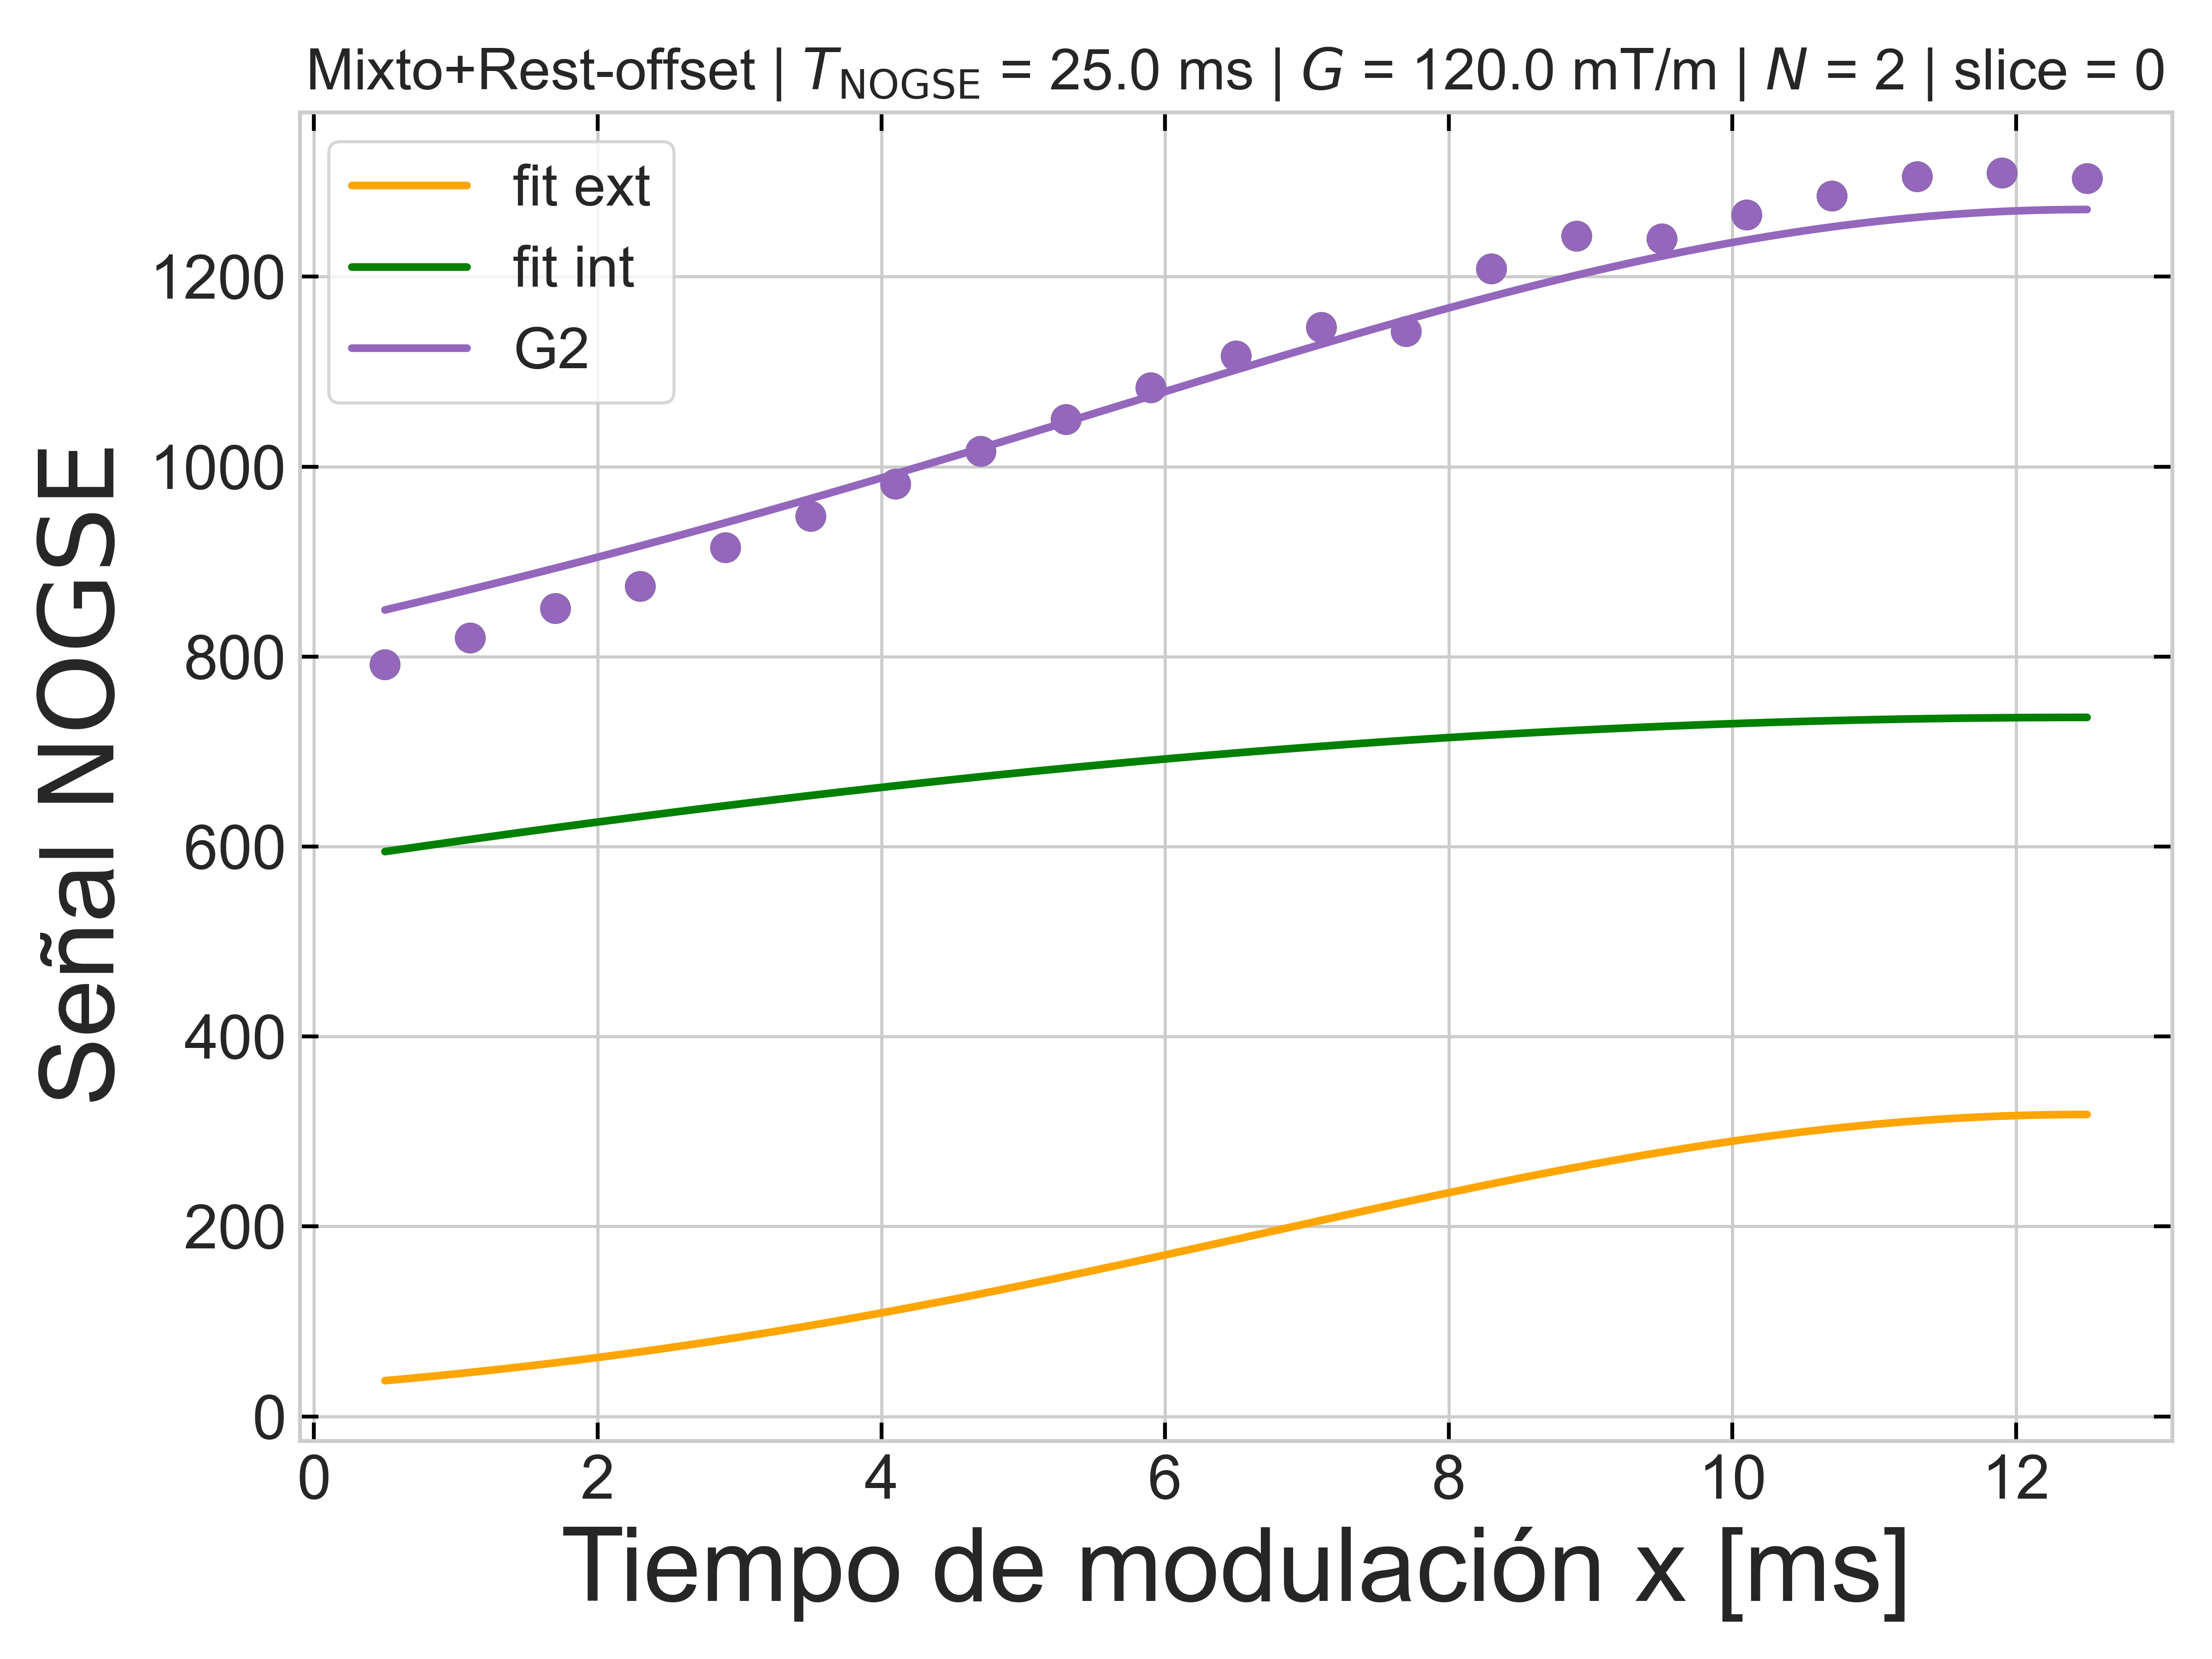 Mixto+Rest-offset | T_NOGSE = 25.0 ms | G = 120.0 mT/m | N = 2 | slice = 0
fit ext
fit int
G2
Señal NOGSE
1200
1000
800
600
400
200
0
0 2 4 6 8 10 12
Tiempo de modulación x [ms]